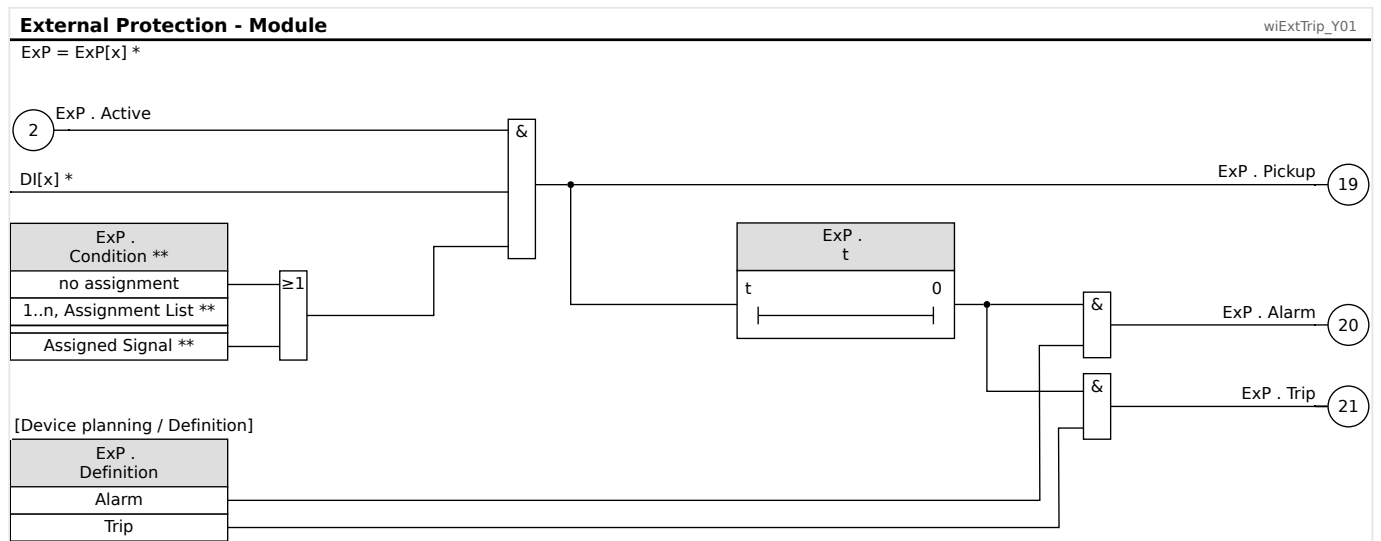 External Protection - Module
wiExtTrip_Y01
ExP = ExP[x] *
ExP . Active
2
&
DI[x] *
ExP . Pickup
19
ExP .
Condition **
no assignment
1..n, Assignment List **
Assigned Signal **
≥1
ExP .
t
t 0
&
ExP . Alarm
20
&
ExP . Trip
21
[Device planning / Definition]
ExP .
Definition
Alarm
Trip